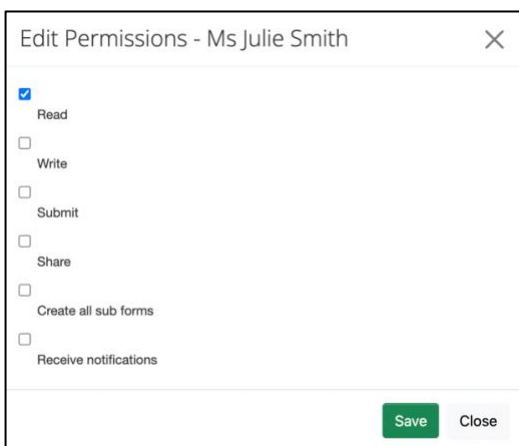 Edit Permissions - Ms Julie Smith
Read
Write
Submit
Share
Create all sub forms
Receive notifications
Save Close